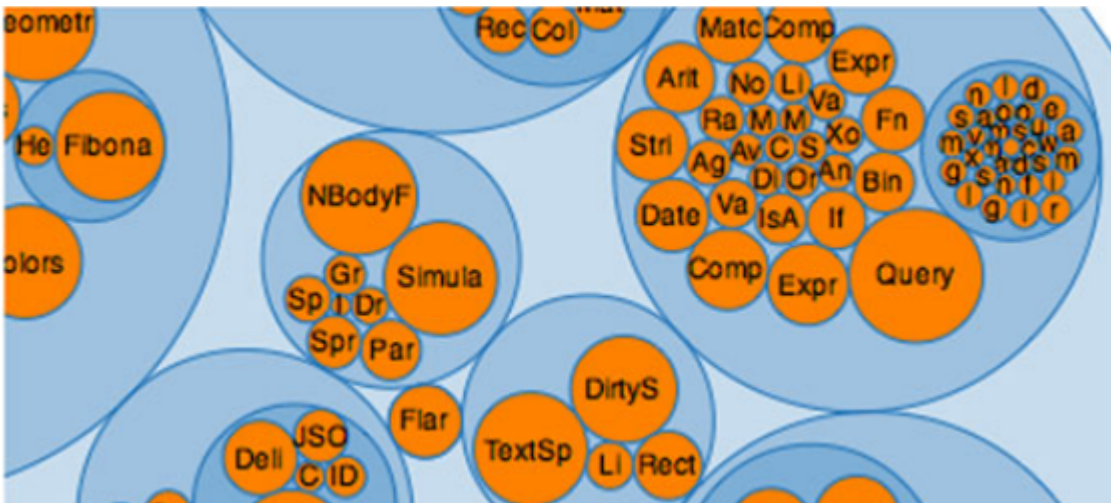 eometr
Rec
Col
Matc
Comp
Expr
Arit
No
Li
Va
Fn
Ra
M
M
Xo
Stri
Ag
Av
C
S
An
Di
Or
Bin
Date
Va
IsA
If
Comp
Expr
Query
He
Fibona
NBodyF
Simula
Gr
Sp
I
Dr
Spr
Par
olors
Flar
DirtyS
TextSp
Li
Rect
JSO
Deli
C
ID
n
l
d
s
a
o
o
e
m
v
m
s
u
w
a
x
c
m
g
s
n
f
i
l
g
i
r